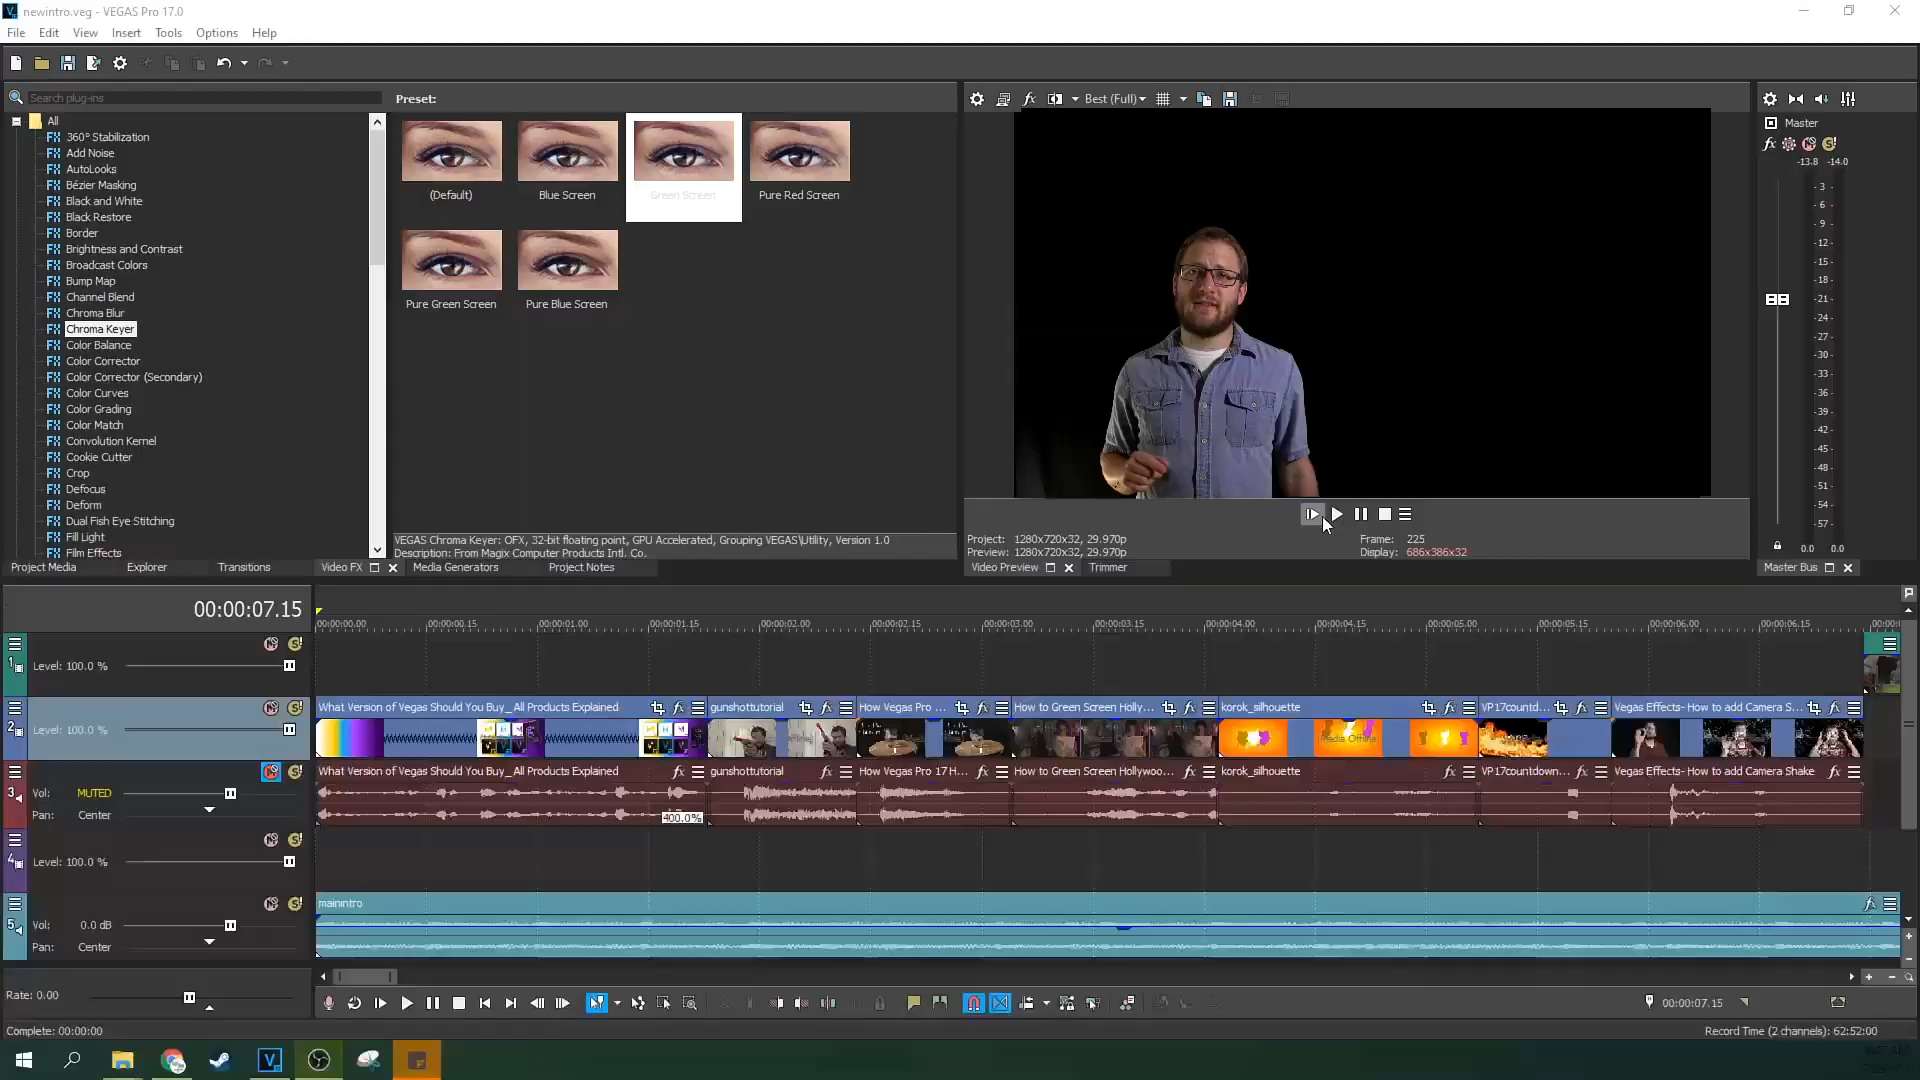 newintro.veg - VEGAS Pro 17.0
File Edit View Insert Tools Options Help
Search plug-ins
All
360° Stabilization
Add Noise
AutoLooks
Bézier Masking
Black and White
Black Restore
Border
Brightness and Contrast
Broadcast Colors
Bump Map
Channel Blend
Chroma Blur
Chroma Keyer
Color Balance
Color Corrector
Color Corrector (Secondary)
Color Curves
Color Grading
Color Match
Convolution Kernel
Cookie Cutter
Crop
Defocus
Deform
Dual Fish Eye Stitching
Fill Light
Film Effects
Preset:
(Default) Blue Screen Green Screen Pure Red Screen
Pure Green Screen Pure Blue Screen
VEGAS Chroma Keyer: OFX, 32-bit floating point, GPU Accelerated, Grouping VEGAS\Utility, Version 1.0
Description: From Magix Computer Products Intl. Co.
Project Media Explorer Transitions Video FX Media Generators Project Notes
Best (Full)
Project: 1280x720x32, 29.970p Frame: 225
Preview: 1280x720x32, 29.970p Display: 686x386x32
Video Preview Trimmer
Master
-13.8 -14.0
- 3 -
- 6 -
- 9 -
-12-
-15-
-18-
-21-
-24-
-27-
-30-
-33-
-36-
-39-
-42-
-45-
-48-
-51-
-54-
-57-
0.0 0.0
Master Bus
00:00:07.15
00:00:00.00 00:00:00.15 00:00:01.00 00:00:01.15 00:00:02.00 00:00:02.15 00:00:03.00 00:00:03.15 00:00:04.00 00:00:04.15 00:00:05.00 00:00:05.15 00:00:06.00 00:00:06.15 00:00:0
1 Level: 100.0 %
What Version of Vegas Should You Buy_ All Products Explained gunshottutorial How Vegas Pro ... How to Green Screen Holly... korok_silhouette VP17countd... Vegas Effects- How to add Camera S...
2 Level: 100.0 %
Media Offline
What Version of Vegas Should You Buy_ All Products Explained gunshottutorial How Vegas Pro 17 H... How to Green Screen Hollywoo... korok_silhouette VP17countdown... Vegas Effects- How to add Camera Shake
3 Vol: MUTED
Pan: Center
400.0%
4 Level: 100.0 %
mainintro
5 Vol: 0.0 dB
Pan: Center
Rate: 0.00
00:00:07.15
Complete: 00:00:00 Record Time (2 channels): 62:52:00